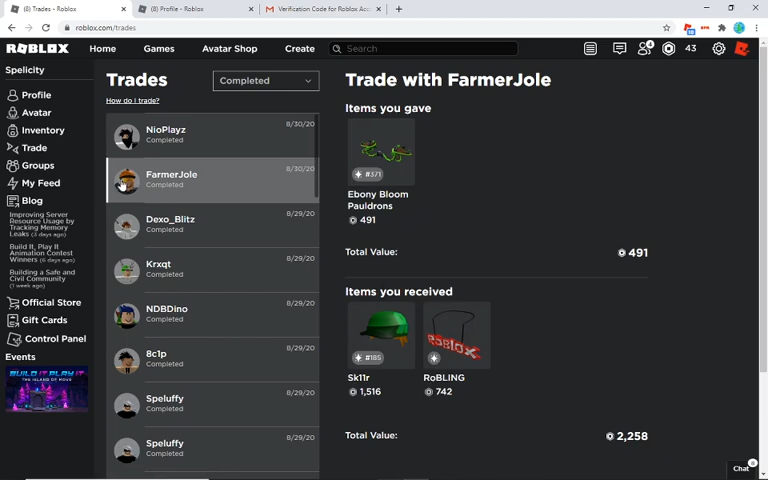 (8) Trades - Roblox
(8) Profile - Roblox
Verification Code for Roblox Acc
roblox.com/trades
ROBLOX
Home
Games
Avatar Shop
Create
Search
4
43
Spelicity
Profile
Avatar
Inventory
Trade
Groups
My Feed
Blog
Improving Server
Resource Usage by
Tracking Memory
Leaks (3 days ago)
Build It, Play It
Animation Contest
Winners (6 days ago)
Building a Safe and
Civil Community
(1 week ago)
Official Store
Gift Cards
Control Panel
Events
BUILD IT PLAY IT
THE ISLAND OF MOVE
Trades
Completed
How do I trade?
NioPlayz
8/30/20
Completed
FarmerJole
8/30/20
Completed
Dexo_Blitz
8/29/20
Completed
Krxqt
8/29/20
Completed
NDBDino
8/29/20
Completed
8c1p
8/29/20
Completed
Speluffy
8/29/20
Completed
Speluffy
8/29/20
Completed
Trade with FarmerJole
Items you gave
#371
Ebony Bloom
Pauldrons
491
Total Value:
491
Items you received
#185
ROBLOX
Sk11r
RoBLING
1,516
742
Total Value:
2,258
Chat